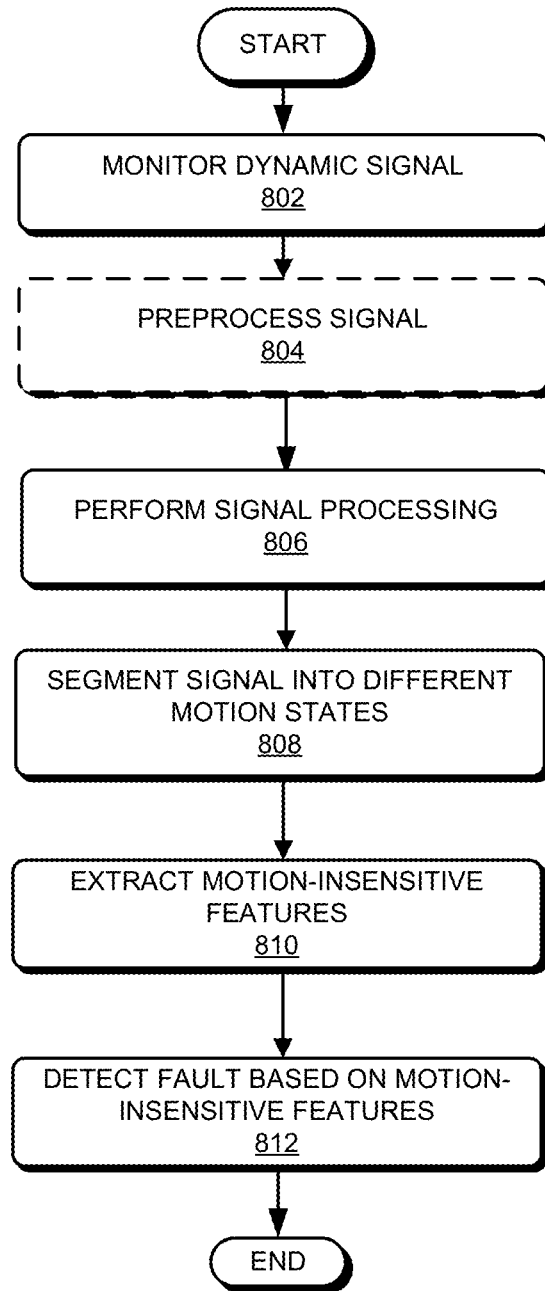 START
MONITOR DYNAMIC SIGNAL
802
PREPROCESS SIGNAL
804
PERFORM SIGNAL PROCESSING
806
SEGMENT SIGNAL INTO DIFFERENT
MOTION STATES
808
EXTRACT MOTION-INSENSITIVE
FEATURES
810
DETECT FAULT BASED ON MOTION-
INSENSITIVE FEATURES
812
END